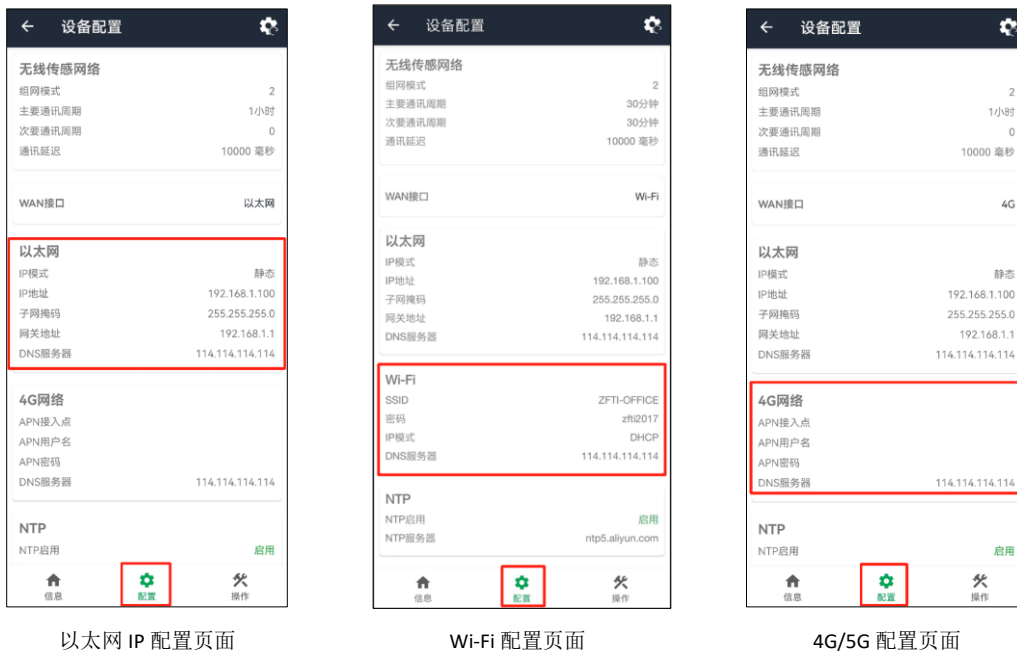 设备配置
无线传感网络
组网模式 2
主要通讯周期 1小时
次要通讯周期 0
通讯延迟 10000 毫秒
WAN接口 以太网
以太网
IP模式 静态
IP地址 192.168.1.100
子网掩码 255.255.255.0
网关地址 192.168.1.1
DNS服务器 114.114.114.114
4G网络
APN接入点
APN用户名
APN密码
DNS服务器 114.114.114.114
NTP
NTP启用 启用
信息 配置 操作
以太网 IP 配置页面
设备配置
无线传感网络
组网模式 2
主要通讯周期 30分钟
次要通讯周期 30分钟
通讯延迟 10000 毫秒
WAN接口 Wi-Fi
以太网
IP模式 静态
IP地址 192.168.1.100
子网掩码 255.255.255.0
网关地址 192.168.1.1
DNS服务器 114.114.114.114
Wi-Fi
SSID ZFTI-OFFICE
密码 zfti2017
IP模式 DHCP
DNS服务器 114.114.114.114
NTP
NTP启用 启用
NTP服务器 ntp5.aliyun.com
信息 配置 操作
Wi-Fi 配置页面
设备配置
无线传感网络
组网模式 2
主要通讯周期 1小时
次要通讯周期 0
通讯延迟 10000 毫秒
WAN接口 4G
以太网
IP模式 静态
IP地址 192.168.1.100
子网掩码 255.255.255.0
网关地址 192.168.1.1
DNS服务器 114.114.114.114
4G网络
APN接入点
APN用户名
APN密码
DNS服务器 114.114.114.114
NTP
NTP启用 启用
信息 配置 操作
4G/5G 配置页面